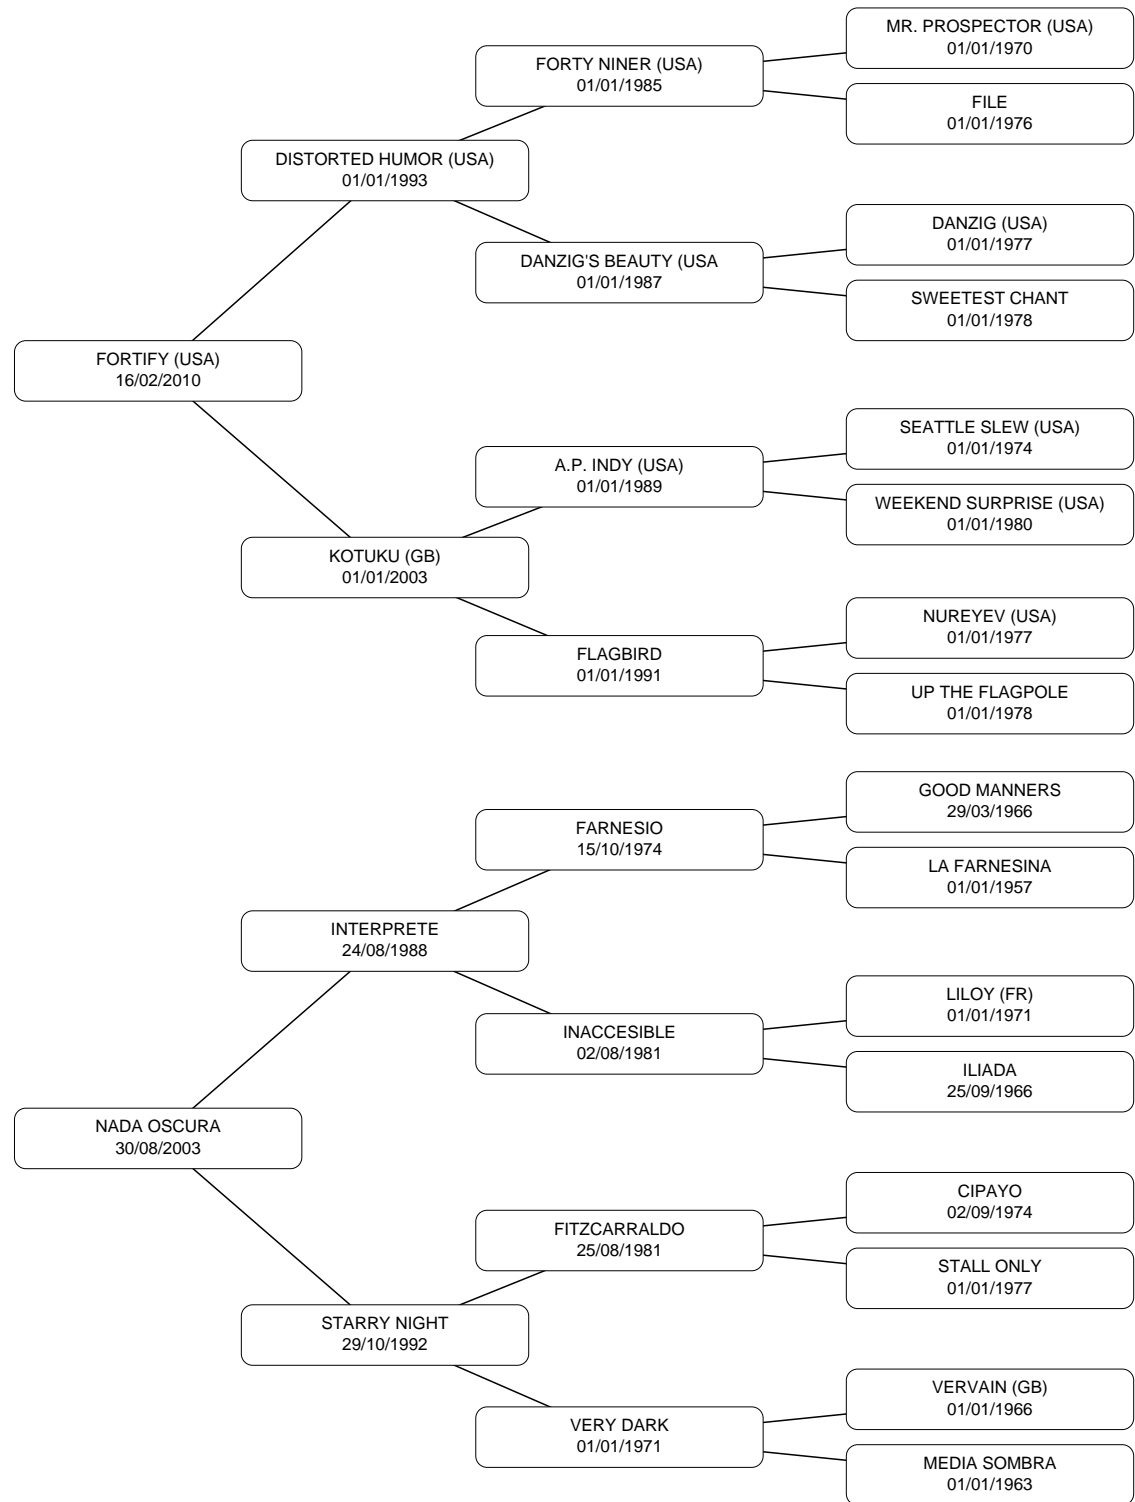 MR. PROSPECTOR (USA)
01/01/1970
FORTY NINER (USA)
01/01/1985
FILE
01/01/1976
DISTORTED HUMOR (USA)
01/01/1993
DANZIG (USA)
01/01/1977
DANZIG'S BEAUTY (USA
01/01/1987
SWEETEST CHANT
01/01/1978
FORTIFY (USA)
16/02/2010
SEATTLE SLEW (USA)
01/01/1974
A.P. INDY (USA)
01/01/1989
WEEKEND SURPRISE (USA)
01/01/1980
KOTUKU (GB)
01/01/2003
NUREYEV (USA)
01/01/1977
FLAGBIRD
01/01/1991
UP THE FLAGPOLE
01/01/1978
GOOD MANNERS
29/03/1966
FARNESIO
15/10/1974
LA FARNESINA
01/01/1957
INTERPRETE
24/08/1988
LILOY (FR)
01/01/1971
INACCESIBLE
02/08/1981
ILIADA
25/09/1966
NADA OSCURA
30/08/2003
CIPAYO
02/09/1974
FITZCARRALDO
25/08/1981
STALL ONLY
01/01/1977
STARRY NIGHT
29/10/1992
VERVAIN (GB)
01/01/1966
VERY DARK
01/01/1971
MEDIA SOMBRA
01/01/1963